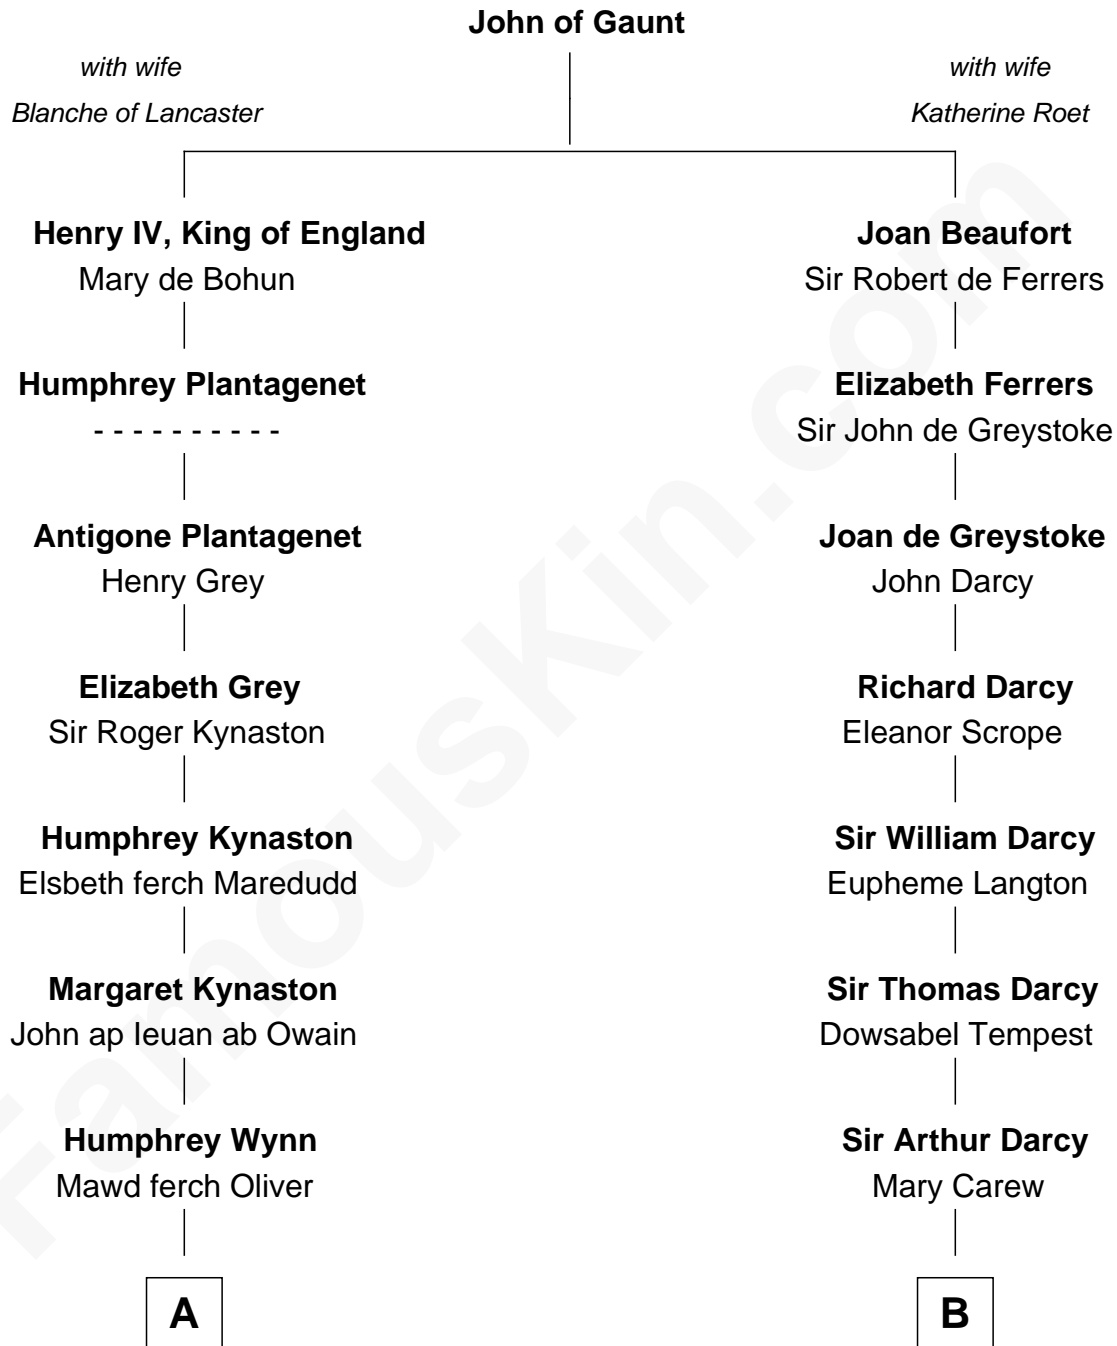 John of Gaunt
with wife
Blanche of Lancaster
with wife
Katherine Roet
Henry IV, King of England
Mary de Bohun
Joan Beaufort
Sir Robert de Ferrers
Humphrey Plantagenet
- - - - - - - - - -
Elizabeth Ferrers
Sir John de Greystoke
Antigone Plantagenet
Henry Grey
Joan de Greystoke
John Darcy
Elizabeth Grey
Sir Roger Kynaston
Richard Darcy
Eleanor Scrope
Humphrey Kynaston
Elsbeth ferch Maredudd
Sir William Darcy
Eupheme Langton
Margaret Kynaston
John ap Ieuan ab Owain
Sir Thomas Darcy
Dowsabel Tempest
Humphrey Wynn
Mawd ferch Oliver
Sir Arthur Darcy
Mary Carew
A
B
FamousKin.com